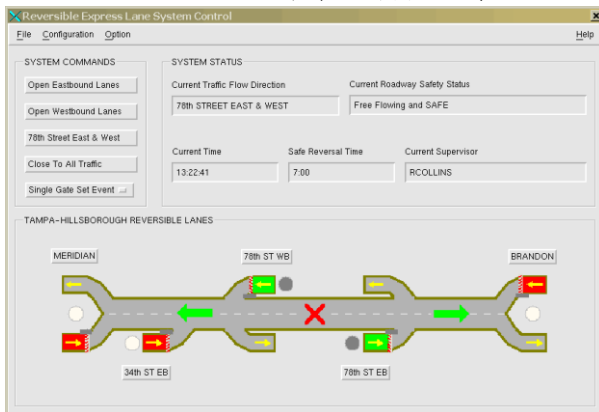 Reversible Express Lane System Control
File Configuration Option Help
SYSTEM COMMANDS
Open Eastbound Lanes
Open Westbound Lanes
78th Street East & West
Close To All Traffic
Single Gate Set Event
SYSTEM STATUS
Current Traffic Flow Direction
78th STREET EAST & WEST
Current Roadway Safety Status
Free Flowing and SAFE
Current Time
13:22:41
Safe Reversal Time
7:00
Current Supervisor
RCOLLINS
TAMPA-HILLSBOROUGH REVERSIBLE LANES
MERIDIAN
78th ST WB
BRANDON
34th ST EB
78th ST EB